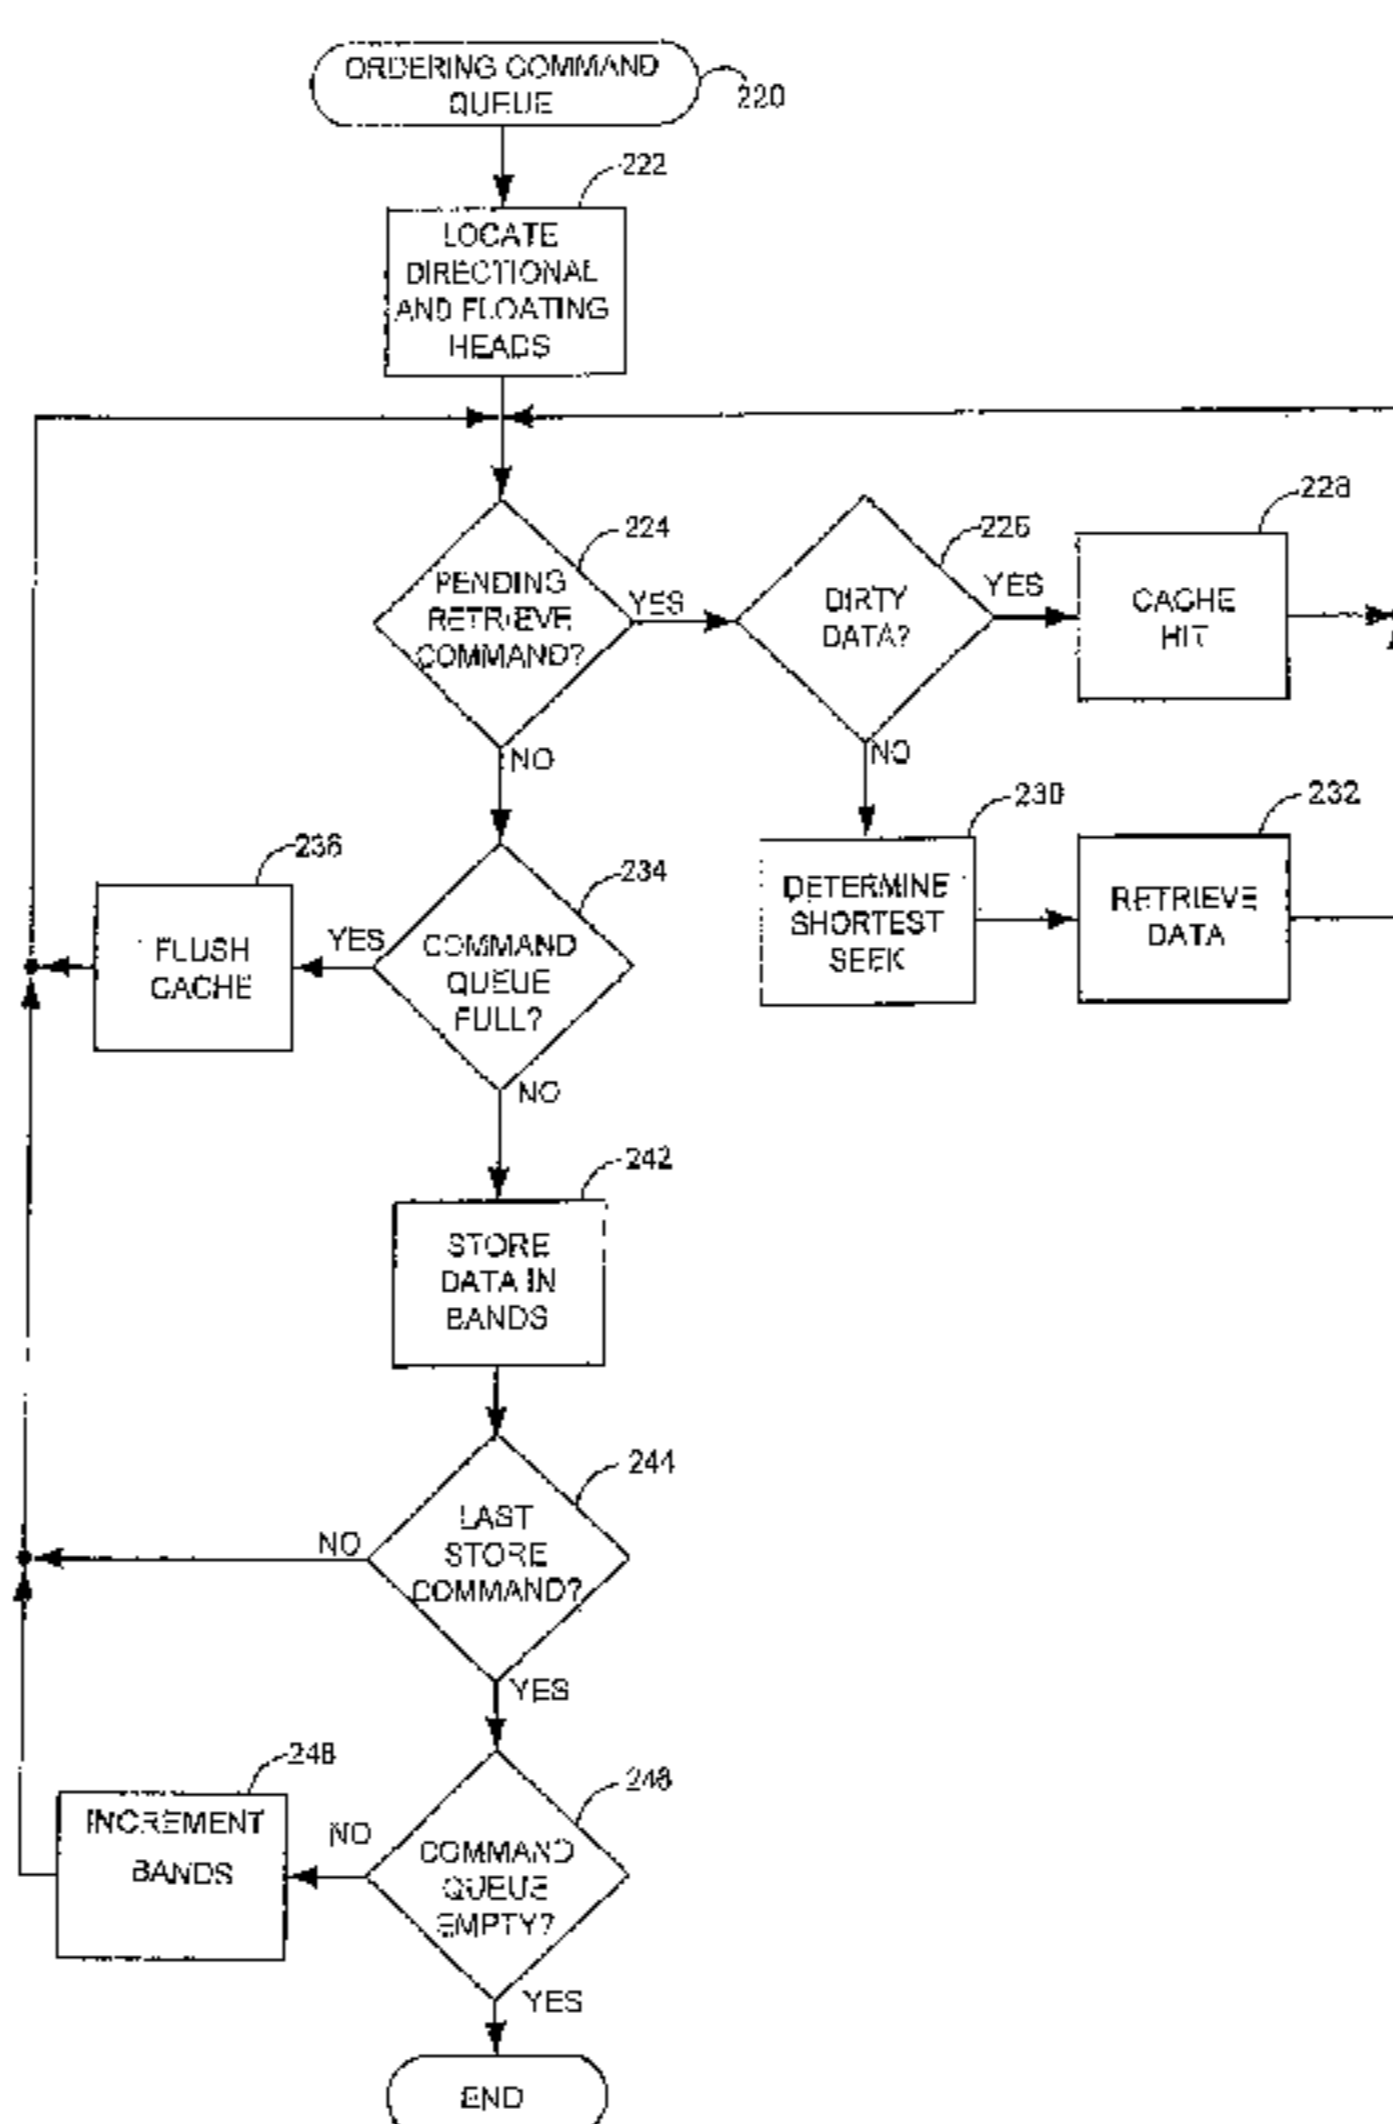 ORDERING COMMAND
QUEUE
220
222
LOCATE
DIRECTIONAL
AND FLOATING
HEADS
224
PENDING
RETRIEVE
COMMAND?
YES
NO
226
DIRTY
DATA?
YES
NO
228
CACHE
HIT
230
DETERMINE
SHORTEST
SEEK
232
RETRIEVE
DATA
234
COMMAND
QUEUE
FULL?
YES
NO
236
FLUSH
CACHE
242
STORE
DATA IN
BANDS
244
LAST
STORE
COMMAND?
NO
YES
248
INCREMENT
BANDS
246
COMMAND
QUEUE
EMPTY?
NO
YES
END